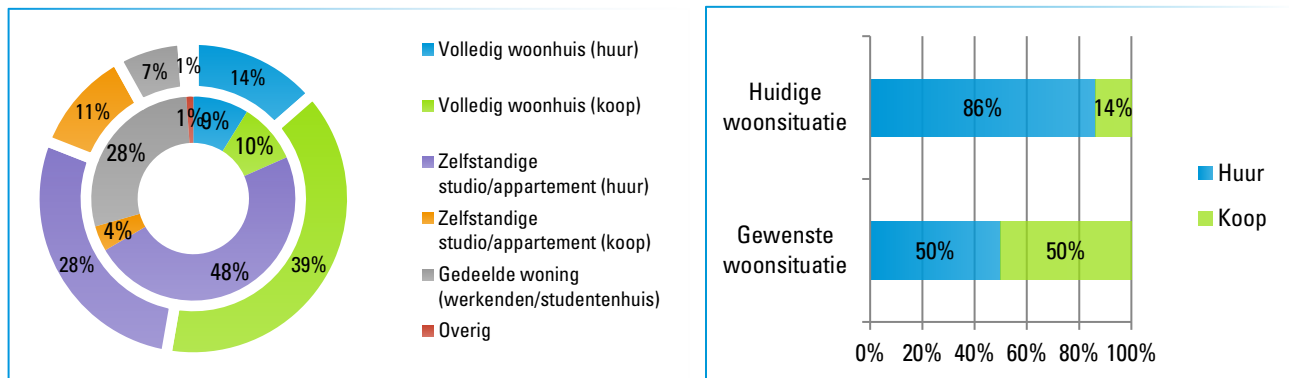 14%
39%
28%
11%
7%
1%
9%
10%
48%
4%
28%
1%
Volledig woonhuis (huur)
Volledig woonhuis (koop)
Zelfstandige
studio/appartement (huur)
Zelfstandige
studio/appartement (koop)
Gedeelde woning
(werkenden/studentenhuis)
Overig
Huidige
woonsituatie
86%
14%
Gewenste
woonsituatie
50%
50%
0%
20%
40%
60%
80%
100%
Huur
Koop